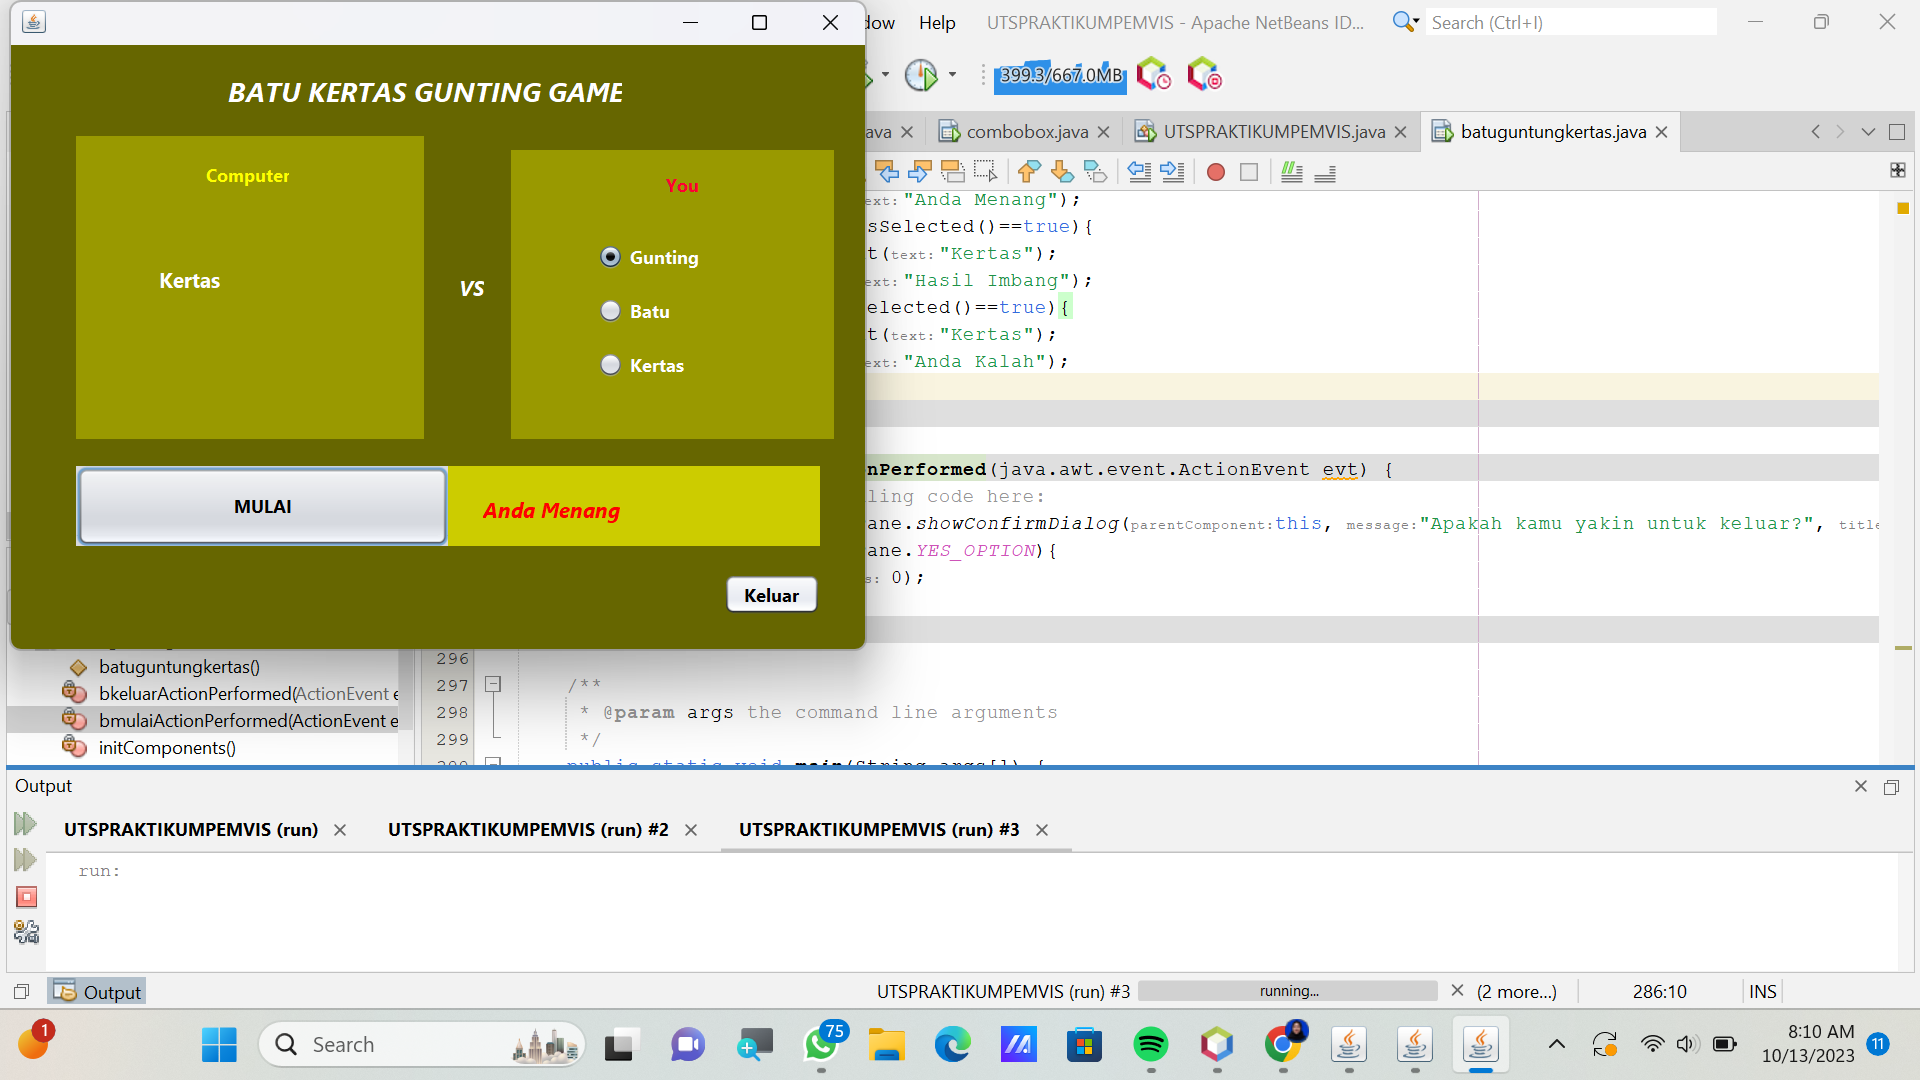 BATU KERTAS GUNTING GAME
Computer
Kertas
VS
You
Gunting
Batu
Kertas
MULAI
Anda Menang
Keluar
Help
UTSPRAKTIKUMPEMVIS - Apache NetBeans ID...
Search (Ctrl+I)
399.3/667.0MB
combobox.java
UTSPRAKTIKUMPEMVIS.java
batuguntungkertas.java
"Anda Menang");
sSelected()==true){
t(text:"Kertas");
ext:"Hasil Imbang");
elected()==true){
t(text:"Kertas");
ext:"Anda Kalah");
nPerformed(java.awt.event.ActionEvent evt) {
ling code here:
ane.showConfirmDialog(parentComponent:this, message:"Apakah kamu yakin untuk keluar?", title
ane.YES_OPTION){
s: 0);
296
297 /**
298 * @param args the command line arguments
299 */
public static void main(String args[]) {
batuguntungkertas()
bkeluarActionPerformed(ActionEvent e
bmulaiActionPerformed(ActionEvent e
initComponents()
Output
UTSPRAKTIKUMPEMVIS (run)
UTSPRAKTIKUMPEMVIS (run) #2
UTSPRAKTIKUMPEMVIS (run) #3
run:
Output
UTSPRAKTIKUMPEMVIS (run) #3
running...
(2 more...)
286:10
INS
1
Search
75
8:10 AM
10/13/2023
11